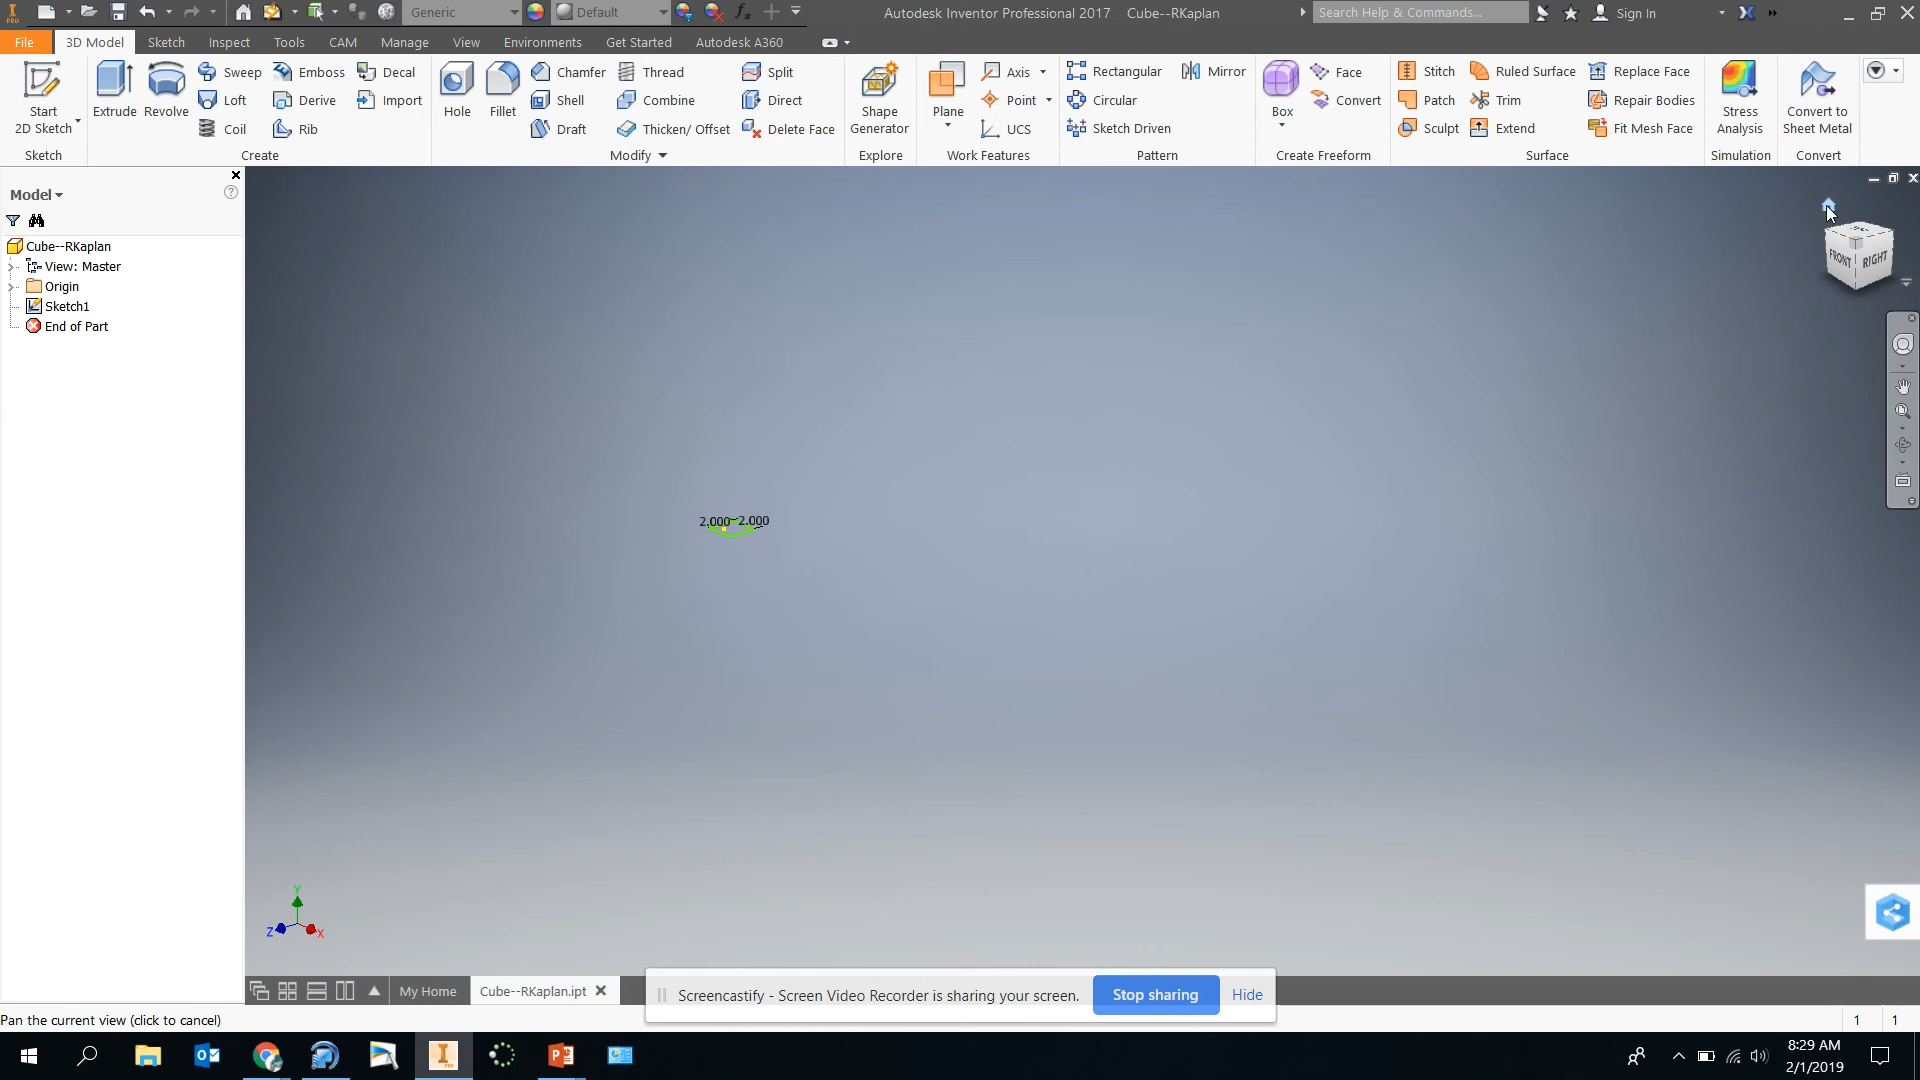 Generic
Default
Autodesk Inventor Professional 2017 Cube--RKaplan
Search Help & Commands...
Sign In
File 3D Model Sketch Inspect Tools CAM Manage View Environments Get Started Autodesk A360
Start
2D Sketch
Sketch
Extrude Revolve
Sweep Emboss Decal
Loft Derive Import
Coil Rib
Create
Hole Fillet
Chamfer Thread Split
Shell Combine Direct
Draft Thicken/ Offset Delete Face
Modify
Shape
Generator
Explore
Plane
Axis
Point
UCS
Work Features
Rectangular Mirror
Circular
Sketch Driven
Pattern
Box
Face
Convert
Create Freeform
Stitch Ruled Surface Replace Face
Patch Trim Repair Bodies
Sculpt Extend Fit Mesh Face
Surface
Stress
Analysis
Simulation
Convert to
Sheet Metal
Convert
Model
Cube--RKaplan
View: Master
Origin
Sketch1
End of Part
FRONT RIGHT
2.000 2.000
Y
Z
X
My Home Cube--RKaplan.ipt
Screencastify - Screen Video Recorder is sharing your screen. Stop sharing Hide
Pan the current view (click to cancel)
1 1
8:29 AM
2/1/2019